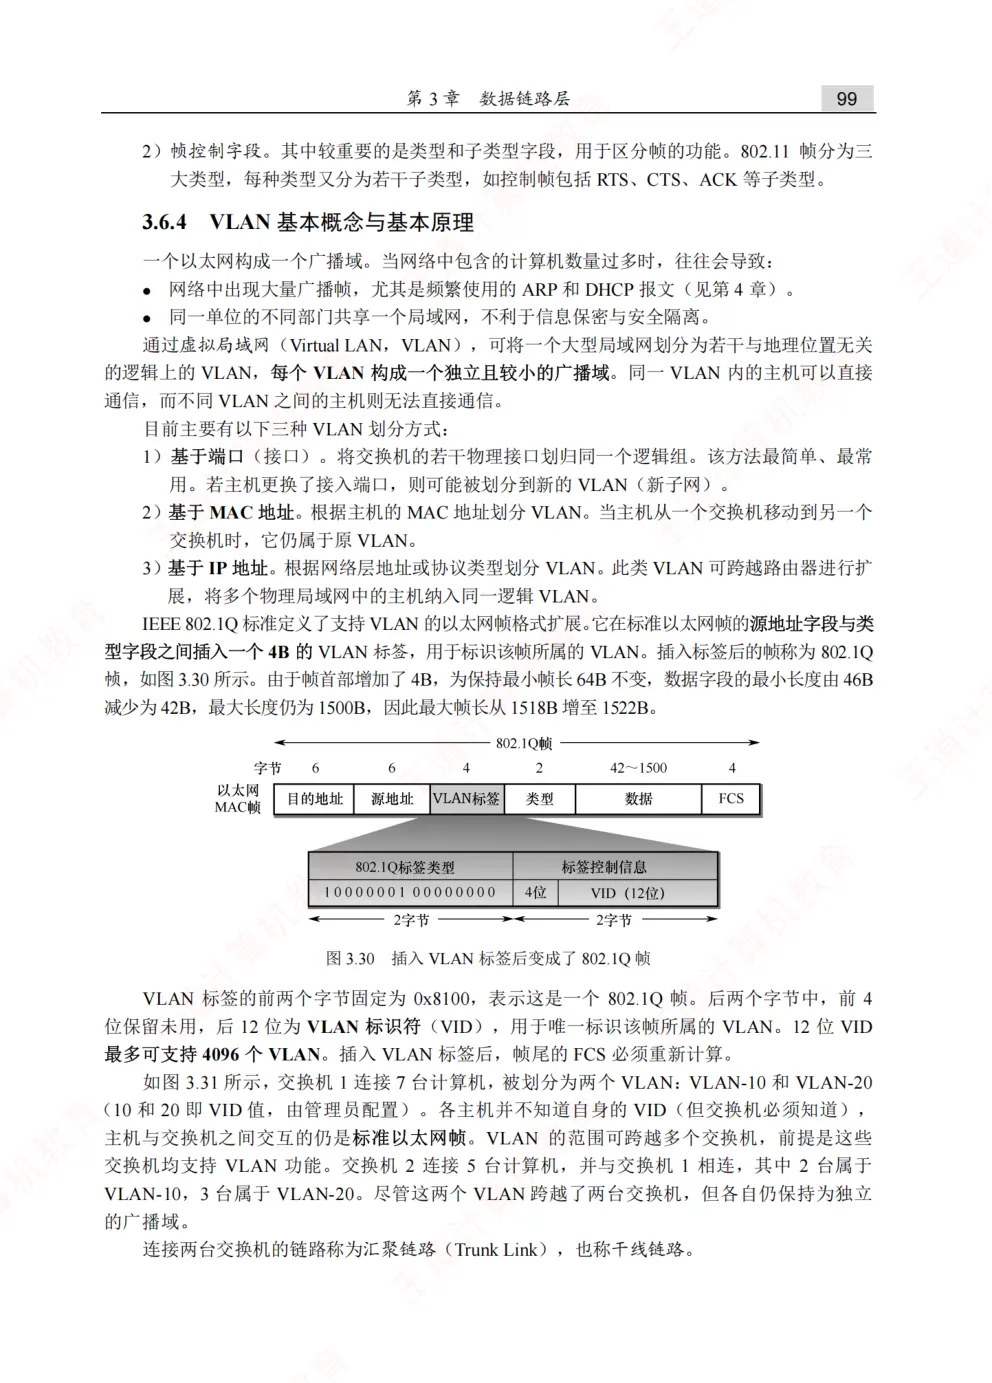 第 3 章 数据链路层 99
2）帧控制字段。其中较重要的是类型和子类型字段，用于区分帧的功能。802.11 帧分为三
大类型，每种类型又分为若干子类型，如控制帧包括 RTS、CTS、ACK 等子类型。
3.6.4 VLAN 基本概念与基本原理
一个以太网构成一个广播域。当网络中包含的计算机数量过多时，往往会导致：
● 网络中出现大量广播帧，尤其是频繁使用的 ARP 和 DHCP 报文（见第 4 章）。
● 同一单位的不同部门共享一个局域网，不利于信息保密与安全隔离。
通过虚拟局域网（Virtual LAN，VLAN），可将一个大型局域网划分为若干与地理位置无关
的逻辑上的 VLAN，每个 VLAN 构成一个独立且较小的广播域。同一 VLAN 内的主机可以直接
通信，而不同 VLAN 之间的主机则无法直接通信。
目前主要有以下三种 VLAN 划分方式：
1）基于端口（接口）。将交换机的若干物理接口划归同一个逻辑组。该方法最简单、最常
用。若主机更换了接入端口，则可能被划分到新的 VLAN（新子网）。
2）基于 MAC 地址。根据主机的 MAC 地址划分 VLAN。当主机从一个交换机移动到另一个
交换机时，它仍属于原 VLAN。
3）基于 IP 地址。根据网络层地址或协议类型划分 VLAN。此类 VLAN 可跨越路由器进行扩
展，将多个物理局域网中的主机纳入同一逻辑 VLAN。
IEEE 802.1Q 标准定义了支持 VLAN 的以太网帧格式扩展。它在标准以太网帧的源地址字段与类
型字段之间插入一个 4B 的 VLAN 标签，用于标识该帧所属的 VLAN。插入标签后的帧称为 802.1Q
帧，如图 3.30 所示。由于帧首部增加了 4B，为保持最小帧长 64B 不变，数据字段的最小长度由 46B
减少为 42B，最大长度仍为 1500B，因此最大帧长从 1518B 增至 1522B。
802.1Q帧
字节 6 6 4 2 42～1500 4
以太网
MAC帧
目的地址 源地址 VLAN标签 类型 数据 FCS
802.1Q标签类型 标签控制信息
1 0 0 0 0 0 0 1 0 0 0 0 0 0 0 0 4位 VID（12位）
2字节 2字节
图 3.30 插入 VLAN 标签后变成了 802.1Q 帧
VLAN 标签的前两个字节固定为 0x8100，表示这是一个 802.1Q 帧。后两个字节中，前 4
位保留未用，后 12 位为 VLAN 标识符（VID），用于唯一标识该帧所属的 VLAN。12 位 VID
最多可支持 4096 个 VLAN。插入 VLAN 标签后，帧尾的 FCS 必须重新计算。
如图 3.31 所示，交换机 1 连接 7 台计算机，被划分为两个 VLAN：VLAN-10 和 VLAN-20
（10 和 20 即 VID 值，由管理员配置）。各主机并不知道自身的 VID（但交换机必须知道），
主机与交换机之间交互的仍是标准以太网帧。VLAN 的范围可跨越多个交换机，前提是这些
交换机均支持 VLAN 功能。交换机 2 连接 5 台计算机，并与交换机 1 相连，其中 2 台属于
VLAN-10，3 台属于 VLAN-20。尽管这两个 VLAN 跨越了两台交换机，但各自仍保持为独立
的广播域。
连接两台交换机的链路称为汇聚链路（Trunk Link），也称干线链路。